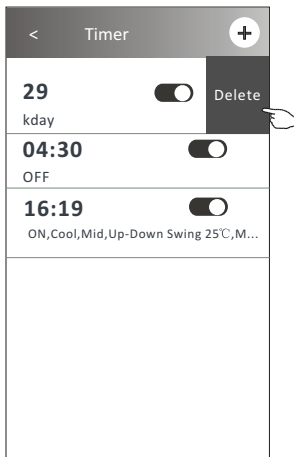 < Timer +
29 Delete
kday
04:30
OFF
16:19
ON,Cool,Mid,Up-Down Swing 25℃,M...